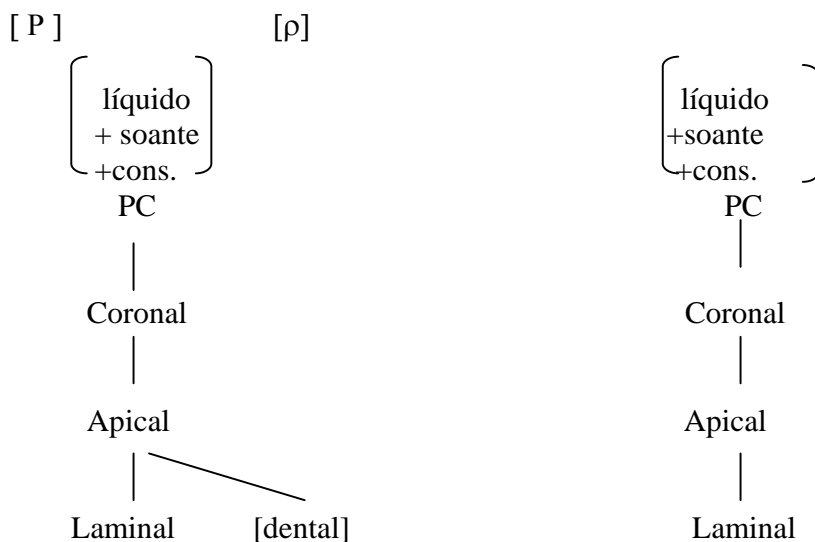 [ P ] [ρ]
líquido líquido
+ soante +soante
+cons. +cons.
PC PC
Coronal Coronal
Apical Apical
Laminal [dental] Laminal